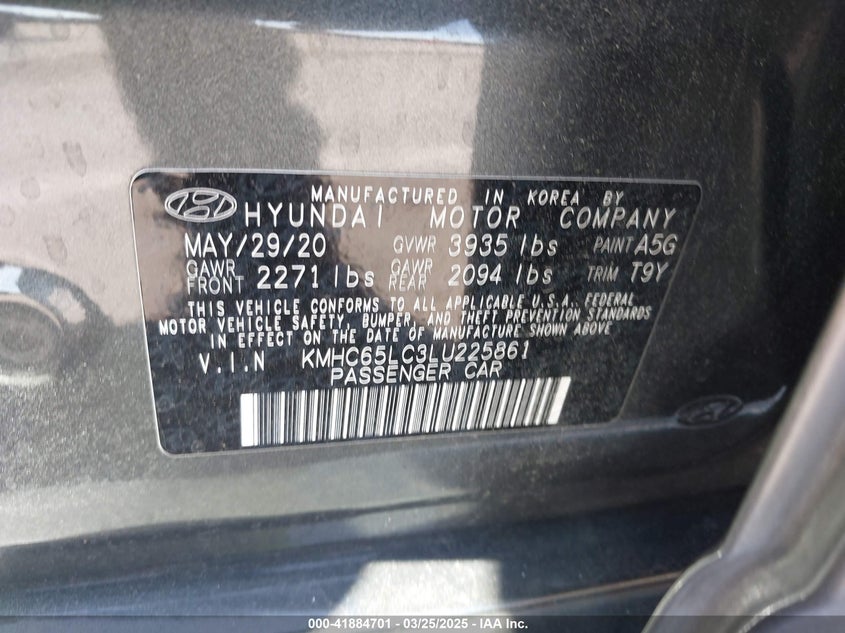 MANUFACTURED IN KOREA BY
HYUNDAI MOTOR COMPANY
MAY/29/20 GVWR 3935 lbs PAINT A5G
GAWR FRONT 2271 lbs GAWR REAR 2094 lbs TRIM T9Y
THIS VEHICLE CONFORMS TO ALL APPLICABLE U.S.A. FEDERAL
MOTOR VEHICLE SAFETY, BUMPER, AND THEFT PREVENTION STANDARDS
IN EFFECT ON THE DATE OF MANUFACTURE SHOWN ABOVE
V.I.N KMHC65LC3LU225861
PASSENGER CAR
000-41884701 - 03/25/2025 - IAAI.COM